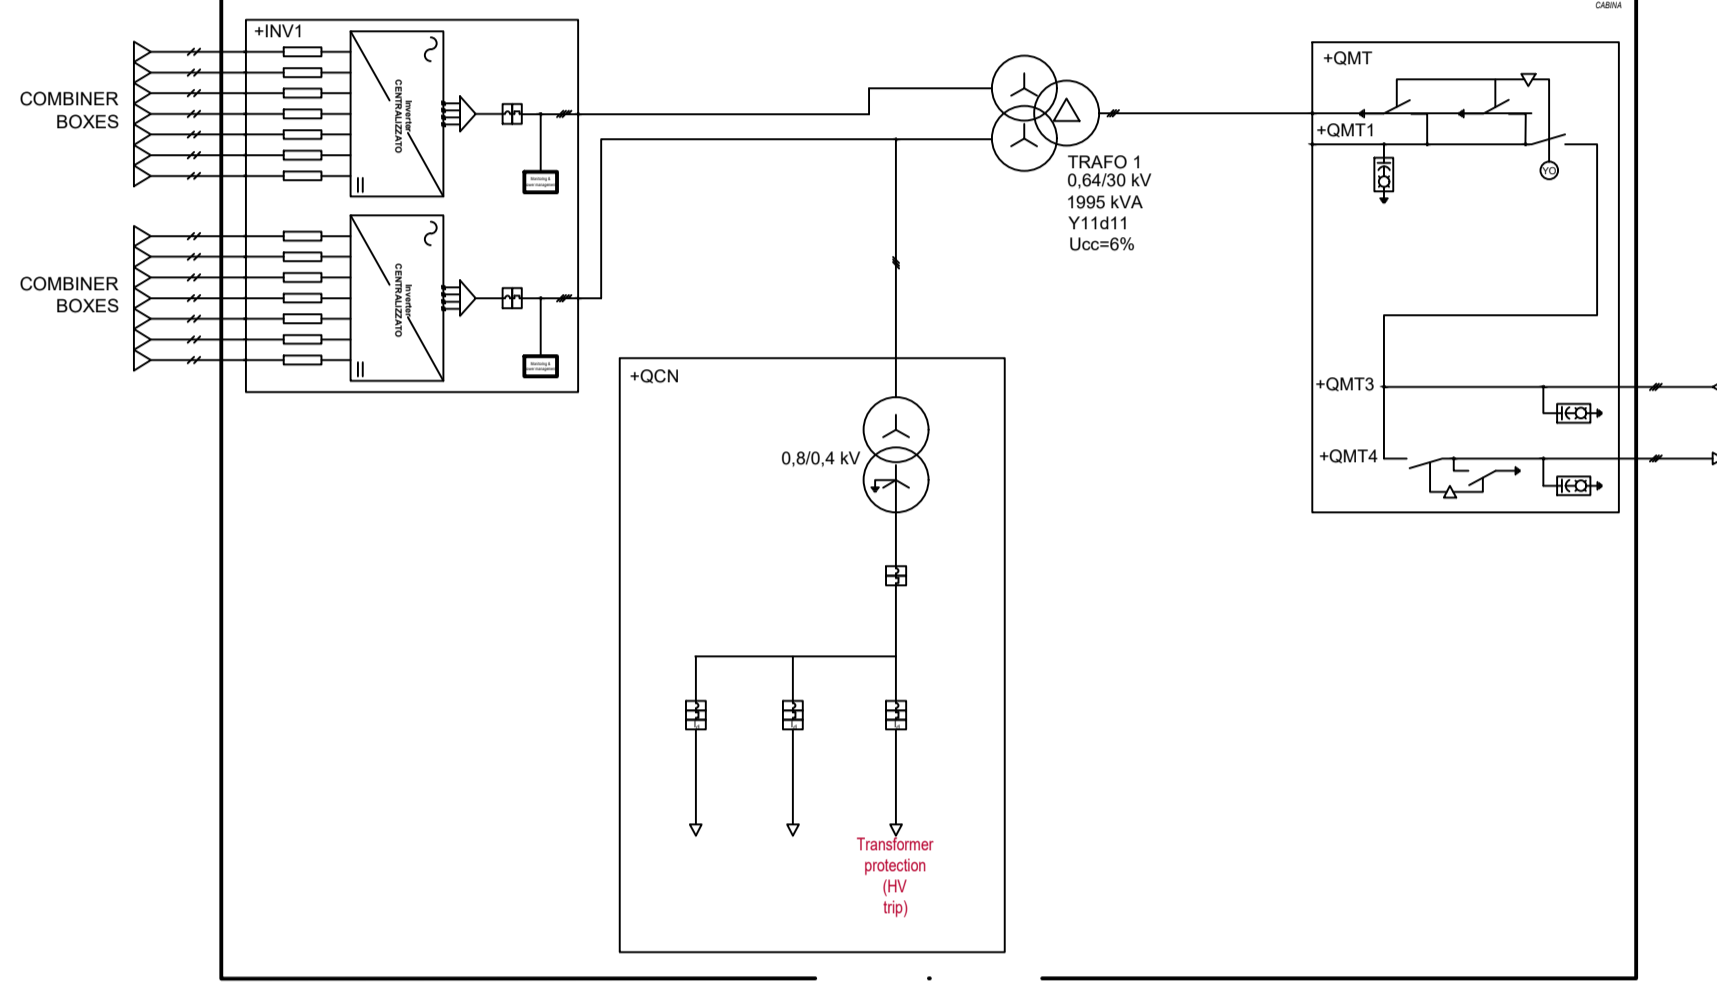 CABINA
+INV1
COMBINER
BOXES
Inverter
CENTRALIZZATO
COMBINER
BOXES
Inverter
CENTRALIZZATO
TRAFO 1
0,64/30 kV
1995 kVA
Y11d11
Ucc=6%
+QMT
+QMT1
YO
+QMT3
+QMT4
+QCN
0,8/0,4 kV
Transformer
protection
(HV
trip)